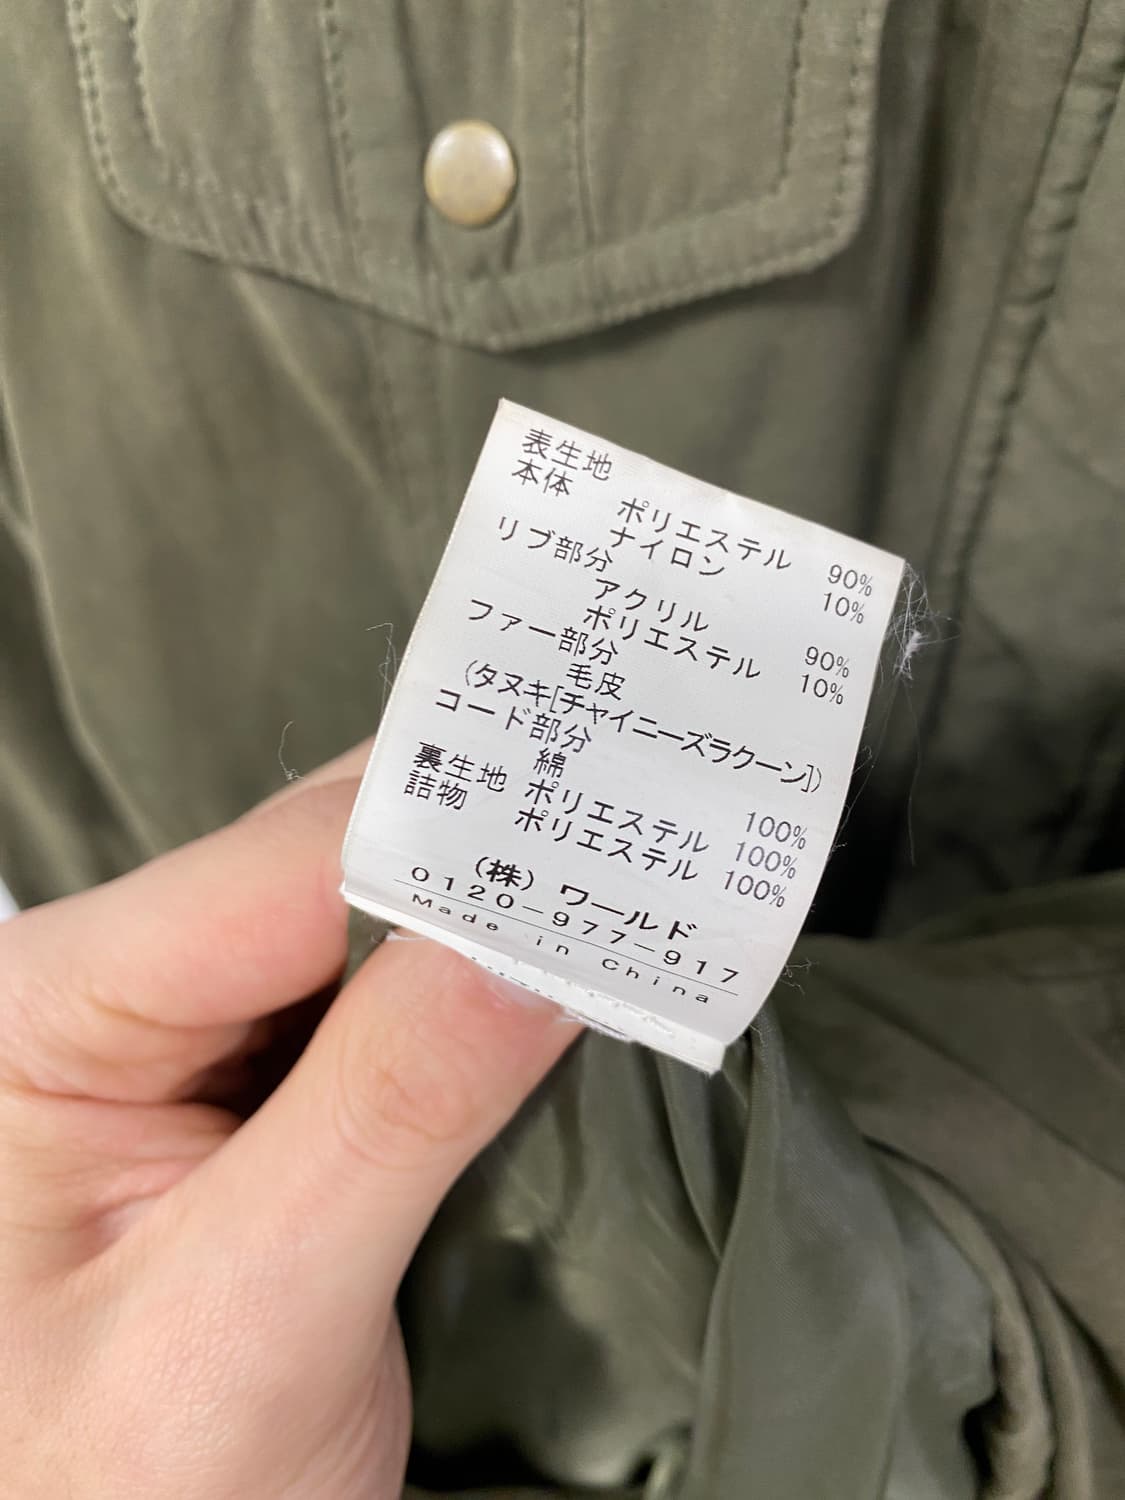 表生地
本体
ポリエステル 90%
ナイロン 10%
リブ部分
アクリル 90%
ポリエステル 10%
ファー部分
毛皮
(タヌキ[チャイニーズラクーン])
コード部分
綿 100%
裏生地 ポリエステル 100%
詰物 ポリエステル 100%
(株) ワールド
0120-977-917
Made in China